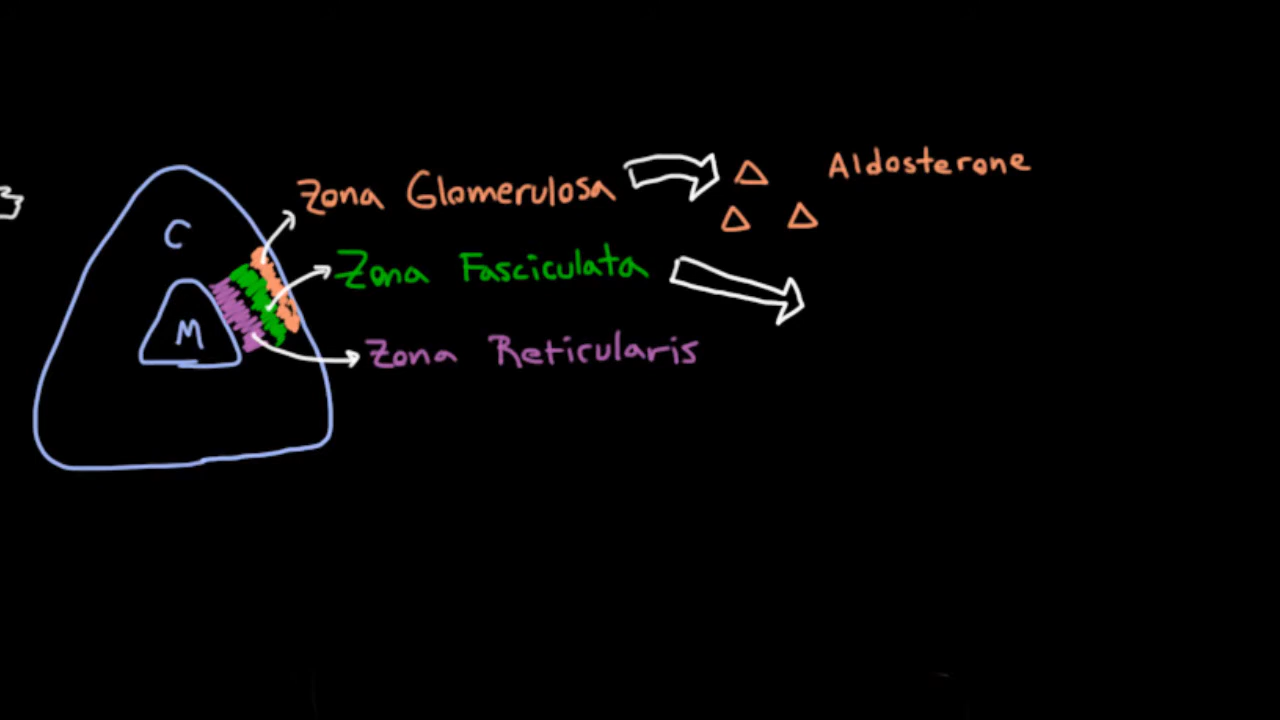 C
M
Zona Glomerulosa
Aldosterone
Zona Fasciculata
Zona Reticularis